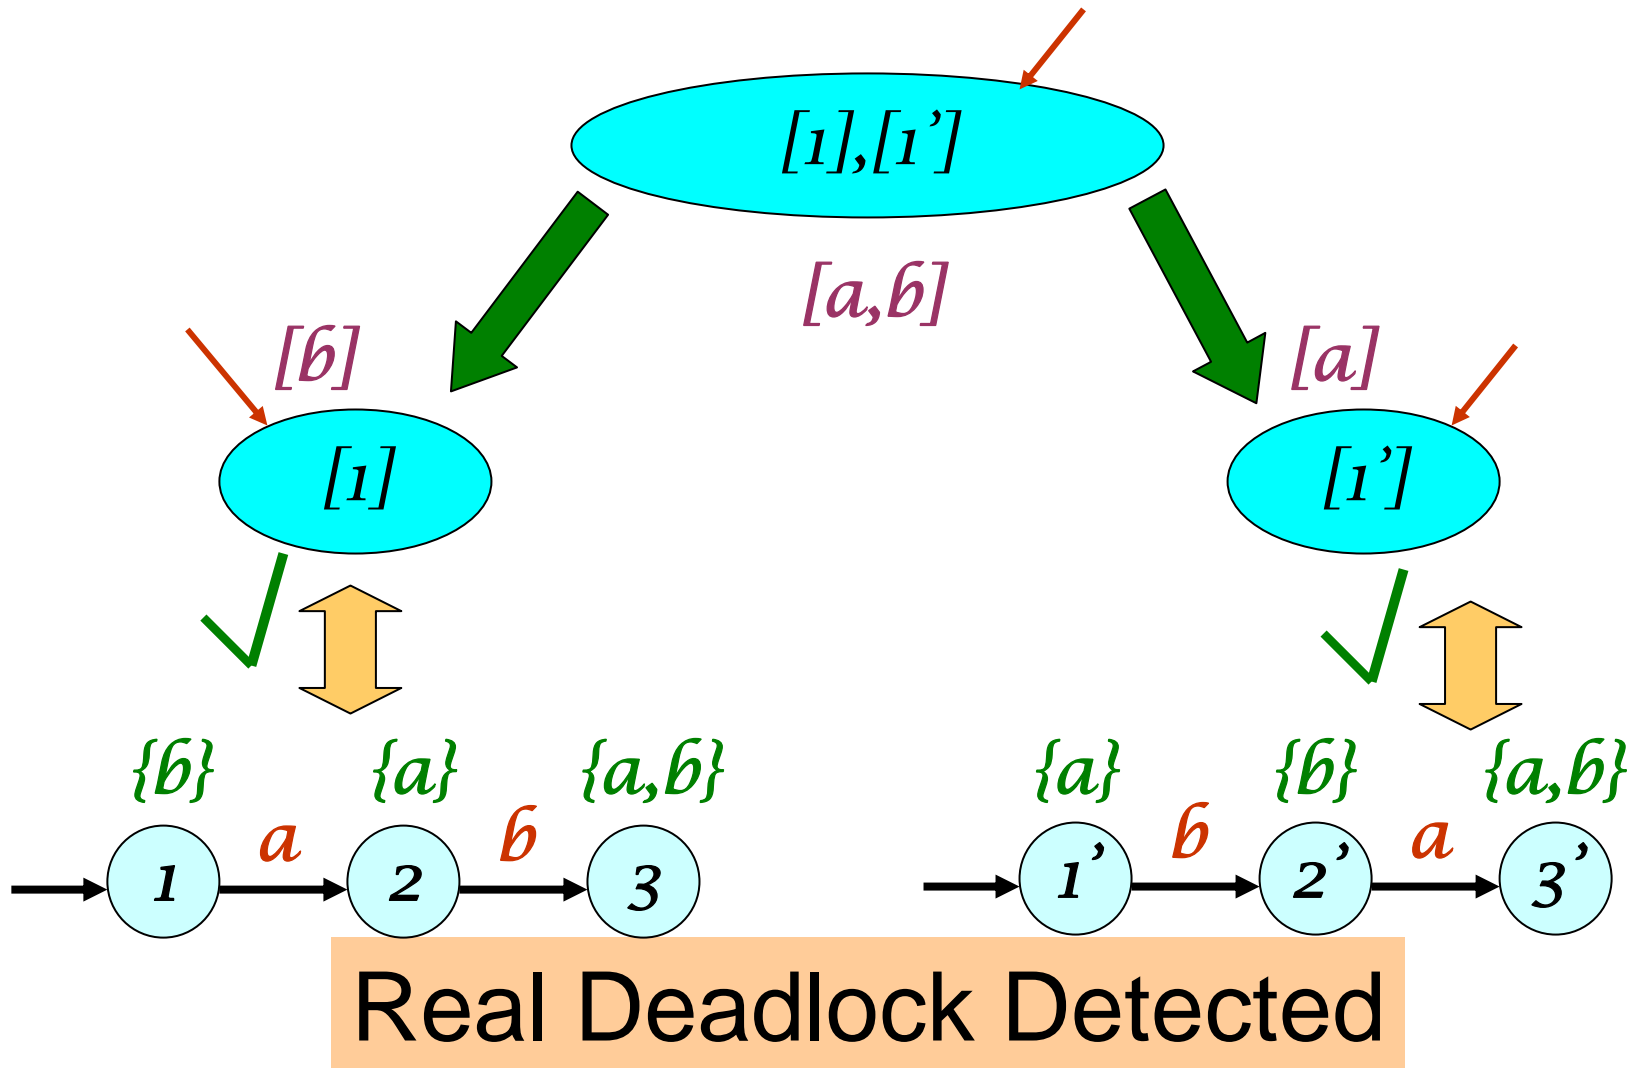 [1],[1’]
[a,b]
[b]
[a]
[1]
[1’]
{b} {a} {a,b}
a b
1 2 3
{a} {b} {a,b}
b a
1’ 2’ 3’
Real Deadlock Detected